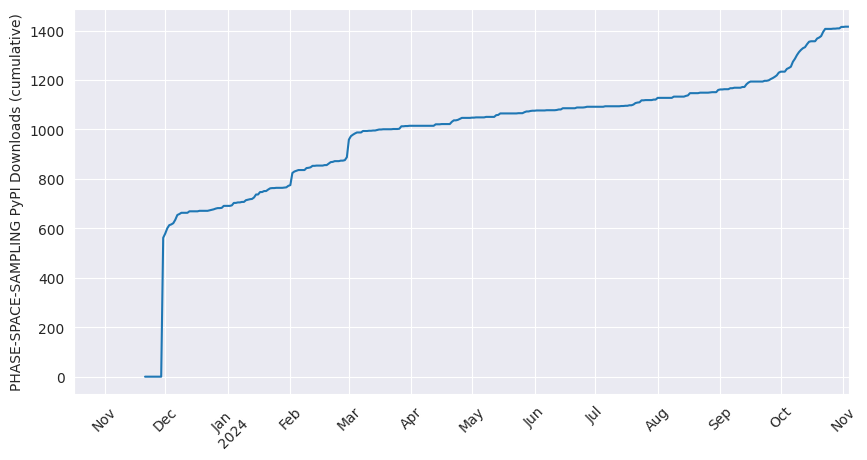 PHASE-SPACE-SAMPLING PyPI Downloads (cumulative)
1400
1200
1000
800
600
400
200
0
Nov
Dec
Jan
2024
Feb
Mar
Apr
May
Jun
Jul
Aug
Sep
Oct
Nov